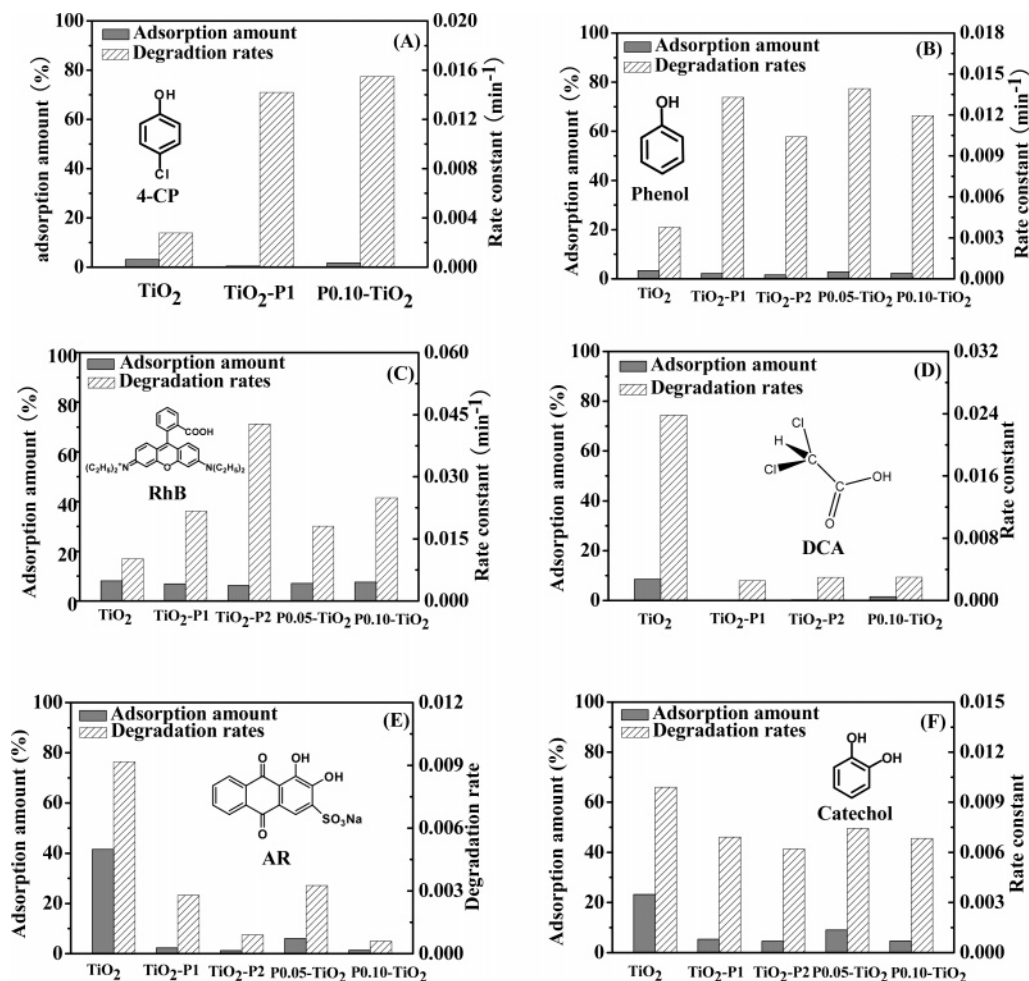 100
80
60
40
20
0
adsorption amount (%)
Adsorption amount
Degradtion rates
(A)
OH
Cl
4-CP
0.020
0.016
0.012
0.008
0.004
0.000
Rate constant (min⁻¹)
TiO₂
TiO₂-P1
P0.10-TiO₂
100
80
60
40
20
0
Adsorption amount (%)
Adsorption amount
Degradation rates
(B)
OH
Phenol
0.018
0.015
0.012
0.009
0.006
0.003
0.000
Rate constant (min⁻¹)
TiO₂
TiO₂-P1
TiO₂-P2
P0.05-TiO₂
P0.10-TiO₂
100
80
60
40
20
0
Adsorption amount (%)
Adsorption amount
Degradation rates
(C)
COOH
(C₂H₅)₂⁺N
O
N(C₂H₅)₂
RhB
0.060
0.045
0.030
0.015
0.000
Rate constant (min⁻¹)
TiO₂
TiO₂-P1
TiO₂-P2
P0.05-TiO₂
P0.10-TiO₂
100
80
60
40
20
0
Adsorption amount (%)
Adsorption amount
Degradation rates
(D)
Cl
H
Cl
C
C
OH
O
DCA
0.032
0.024
0.016
0.008
0.000
Rate constant
TiO₂
TiO₂-P1
TiO₂-P2
P0.10-TiO₂
100
80
60
40
20
0
Adsorption amount (%)
Adsorption amount
Degradation rates
(E)
O
OH
OH
SO₃Na
O
AR
0.012
0.009
0.006
0.003
0.000
Degradation rate
TiO₂
TiO₂-P1
TiO₂-P2
P0.05-TiO₂
P0.10-TiO₂
100
80
60
40
20
0
Adsorption amount (%)
Adsorption amount
Degradation rates
(F)
OH
OH
Catechol
0.015
0.012
0.009
0.006
0.003
0.000
Rate constant
TiO₂
TiO₂-P1
TiO₂-P2
P0.05-TiO₂
P0.10-TiO₂